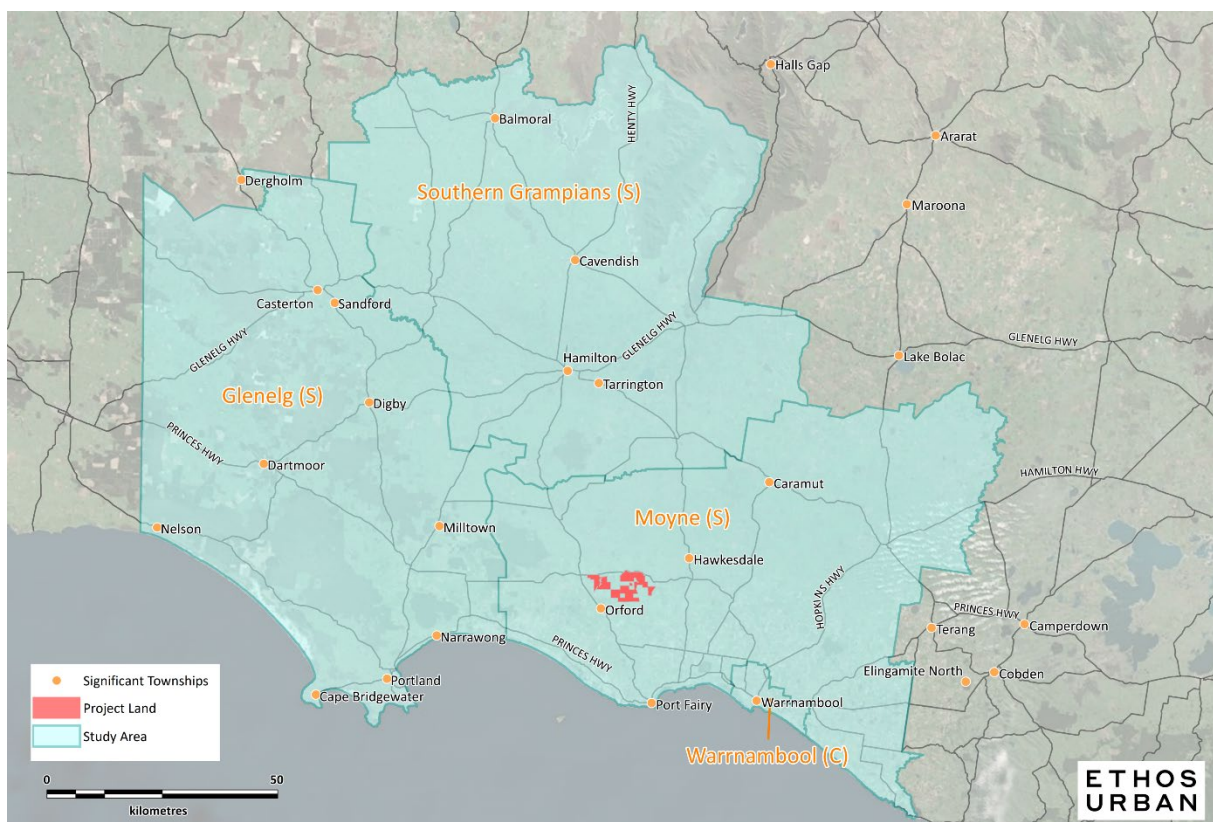 Halls Gap
Balmoral
HENTY HWY
Ararat
Dergholm
Southern Grampians (S)
Maroona
Cavendish
Casterton
Sandford
GLENELG HWY
GLENELG HWY
GLENELG HWY
Hamilton
Lake Bolac
Tarrington
Glenelg (S)
Digby
PRINCES HWY
Dartmoor
HAMILTON HWY
Caramut
Moyne (S)
Nelson
Milltown
Hawkesdale
HOPKINS HWY
Orford
PRINCES HWY
Terang
Camperdown
Narrawong
PRINCES HWY
Elingamite North
Cobden
Portland
Cape Bridgewater
Port Fairy
Warrnambool
Warrnambool (C)
Significant Townships
Project Land
Study Area
0
50
kilometres
ETHOS
URBAN